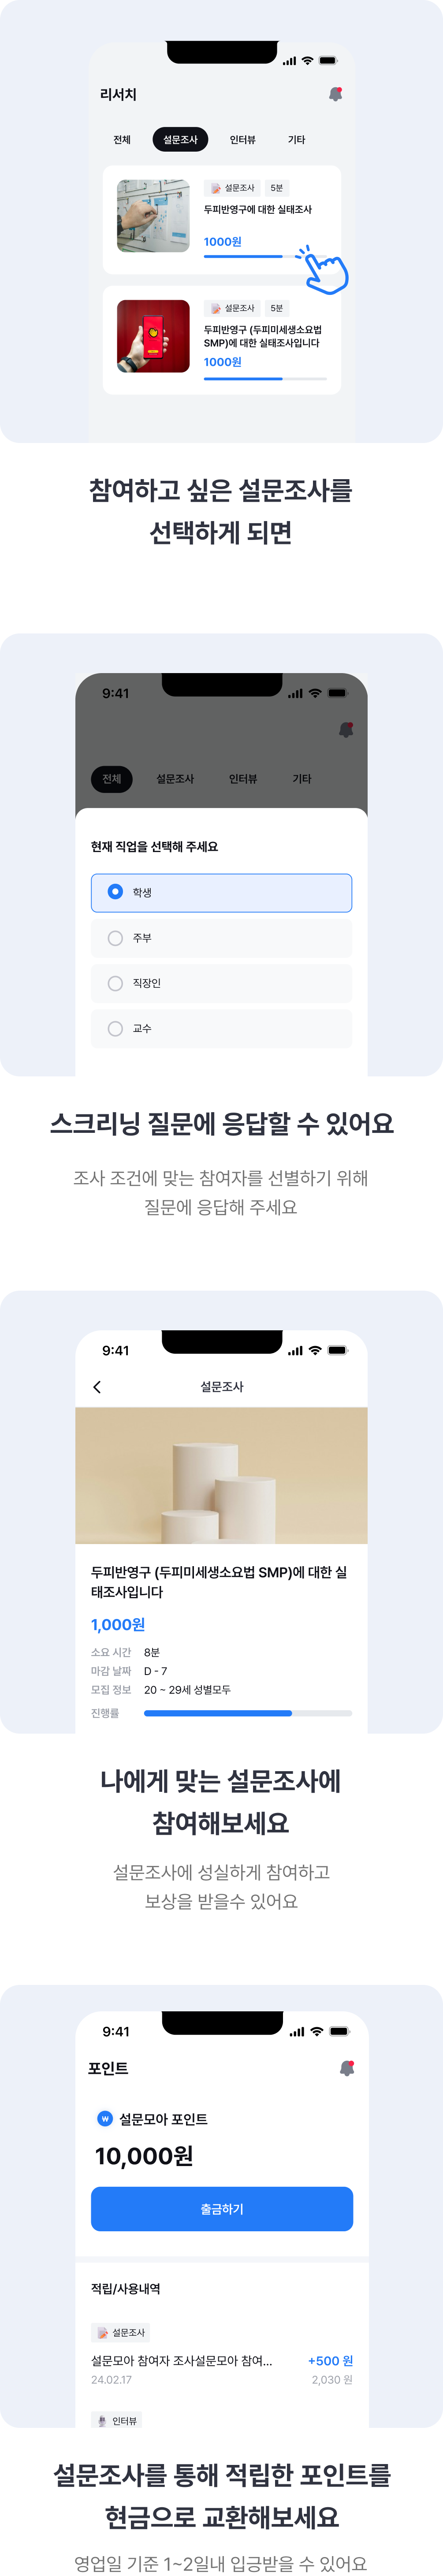 리서치
전체 설문조사 인터뷰 기타
설문조사 5분
두피반영구에 대한 실태조사
1000원
설문조사 5분
두피반영구 (두피미세생소요법
SMP)에 대한 실태조사입니다
1000원
참여하고 싶은 설문조사를
선택하게 되면
9:41
전체 설문조사 인터뷰 기타
현재 직업을 선택해 주세요
학생
주부
직장인
교수
스크리닝 질문에 응답할 수 있어요
조사 조건에 맞는 참여자를 선별하기 위해
질문에 응답해 주세요
9:41
설문조사
두피반영구 (두피미세생소요법 SMP)에 대한 실
태조사입니다
1,000원
소요 시간 8분
마감 날짜 D - 7
모집 정보 20 ~ 29세 성별모두
진행률
나에게 맞는 설문조사에
참여해보세요
설문조사에 성실하게 참여하고
보상을 받을수 있어요
9:41
포인트
₩ 설문모아 포인트
10,000원
출금하기
적립/사용내역
설문조사
설문모아 참여자 조사설문모아 참여... +500 원
24.02.17 2,030 원
인터뷰
설문조사를 통해 적립한 포인트를
현금으로 교환해보세요
영업일 기준 1~2일내 입금받을 수 있어요